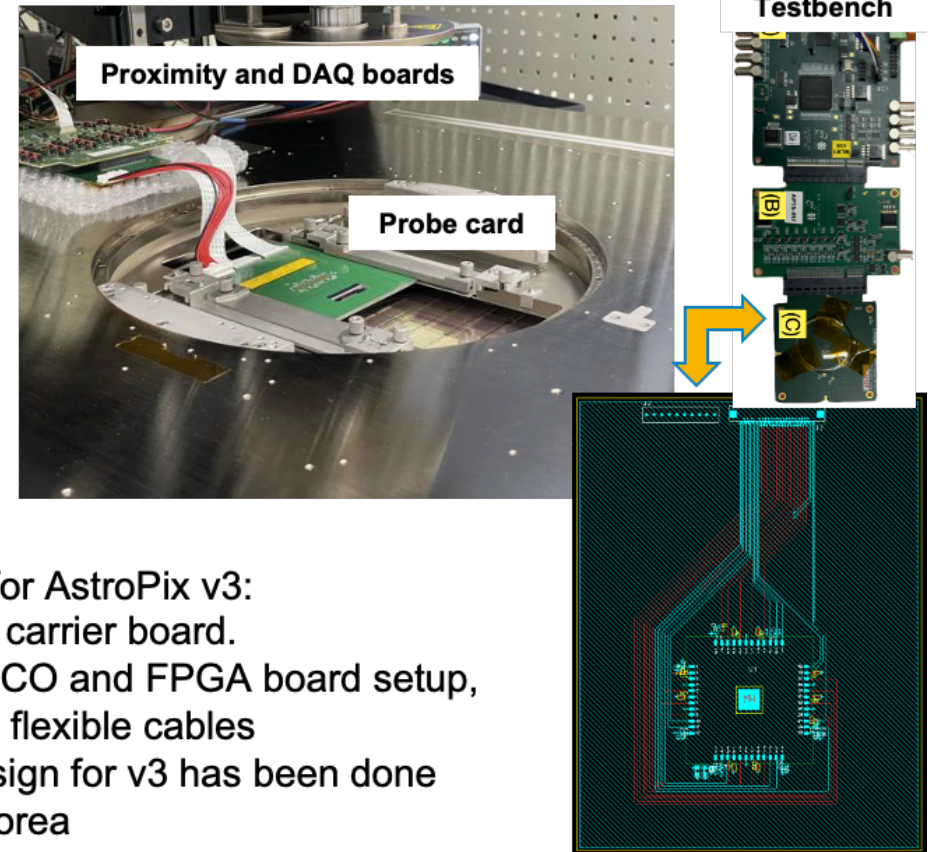 Testbench
Proximity and DAQ boards
Probe card
(B)
(C)
for AstroPix v3:
carrier board.
CO and FPGA board setup,
flexible cables
sign for v3 has been done
orea